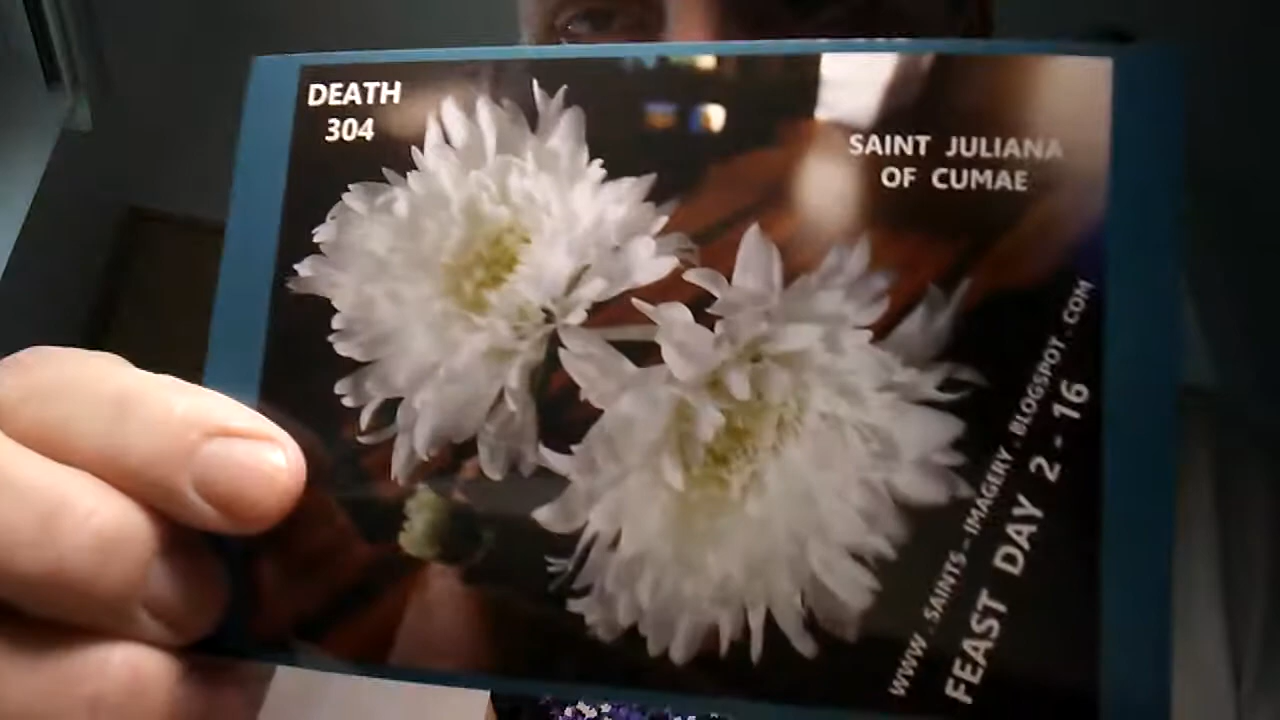 DEATH
304
SAINT JULIANA
OF CUMAE
WWW . SAINTS - IMAGERY . BLOGSPOT . COM
FEAST DAY 2 - 16